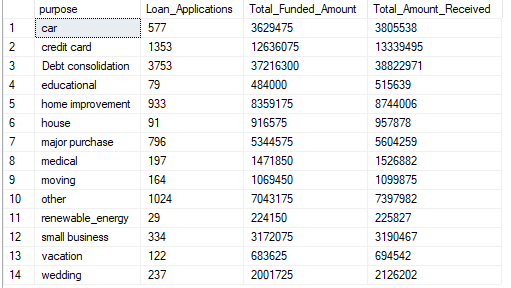 purpose Loan_Applications Total_Funded_Amount Total_Amount_Received
1 car 577 3629475 3805538
2 credit card 1353 12636075 13339495
3 Debt consolidation 3753 37216300 38822971
4 educational 79 484000 515639
5 home improvement 933 8359175 8744006
6 house 91 916575 957878
7 major purchase 796 5344575 5604259
8 medical 197 1471850 1526882
9 moving 164 1069450 1099875
10 other 1024 7043175 7397982
11 renewable_energy 29 224150 225827
12 small business 334 3172075 3190467
13 vacation 122 683625 694542
14 wedding 237 2001725 2126202